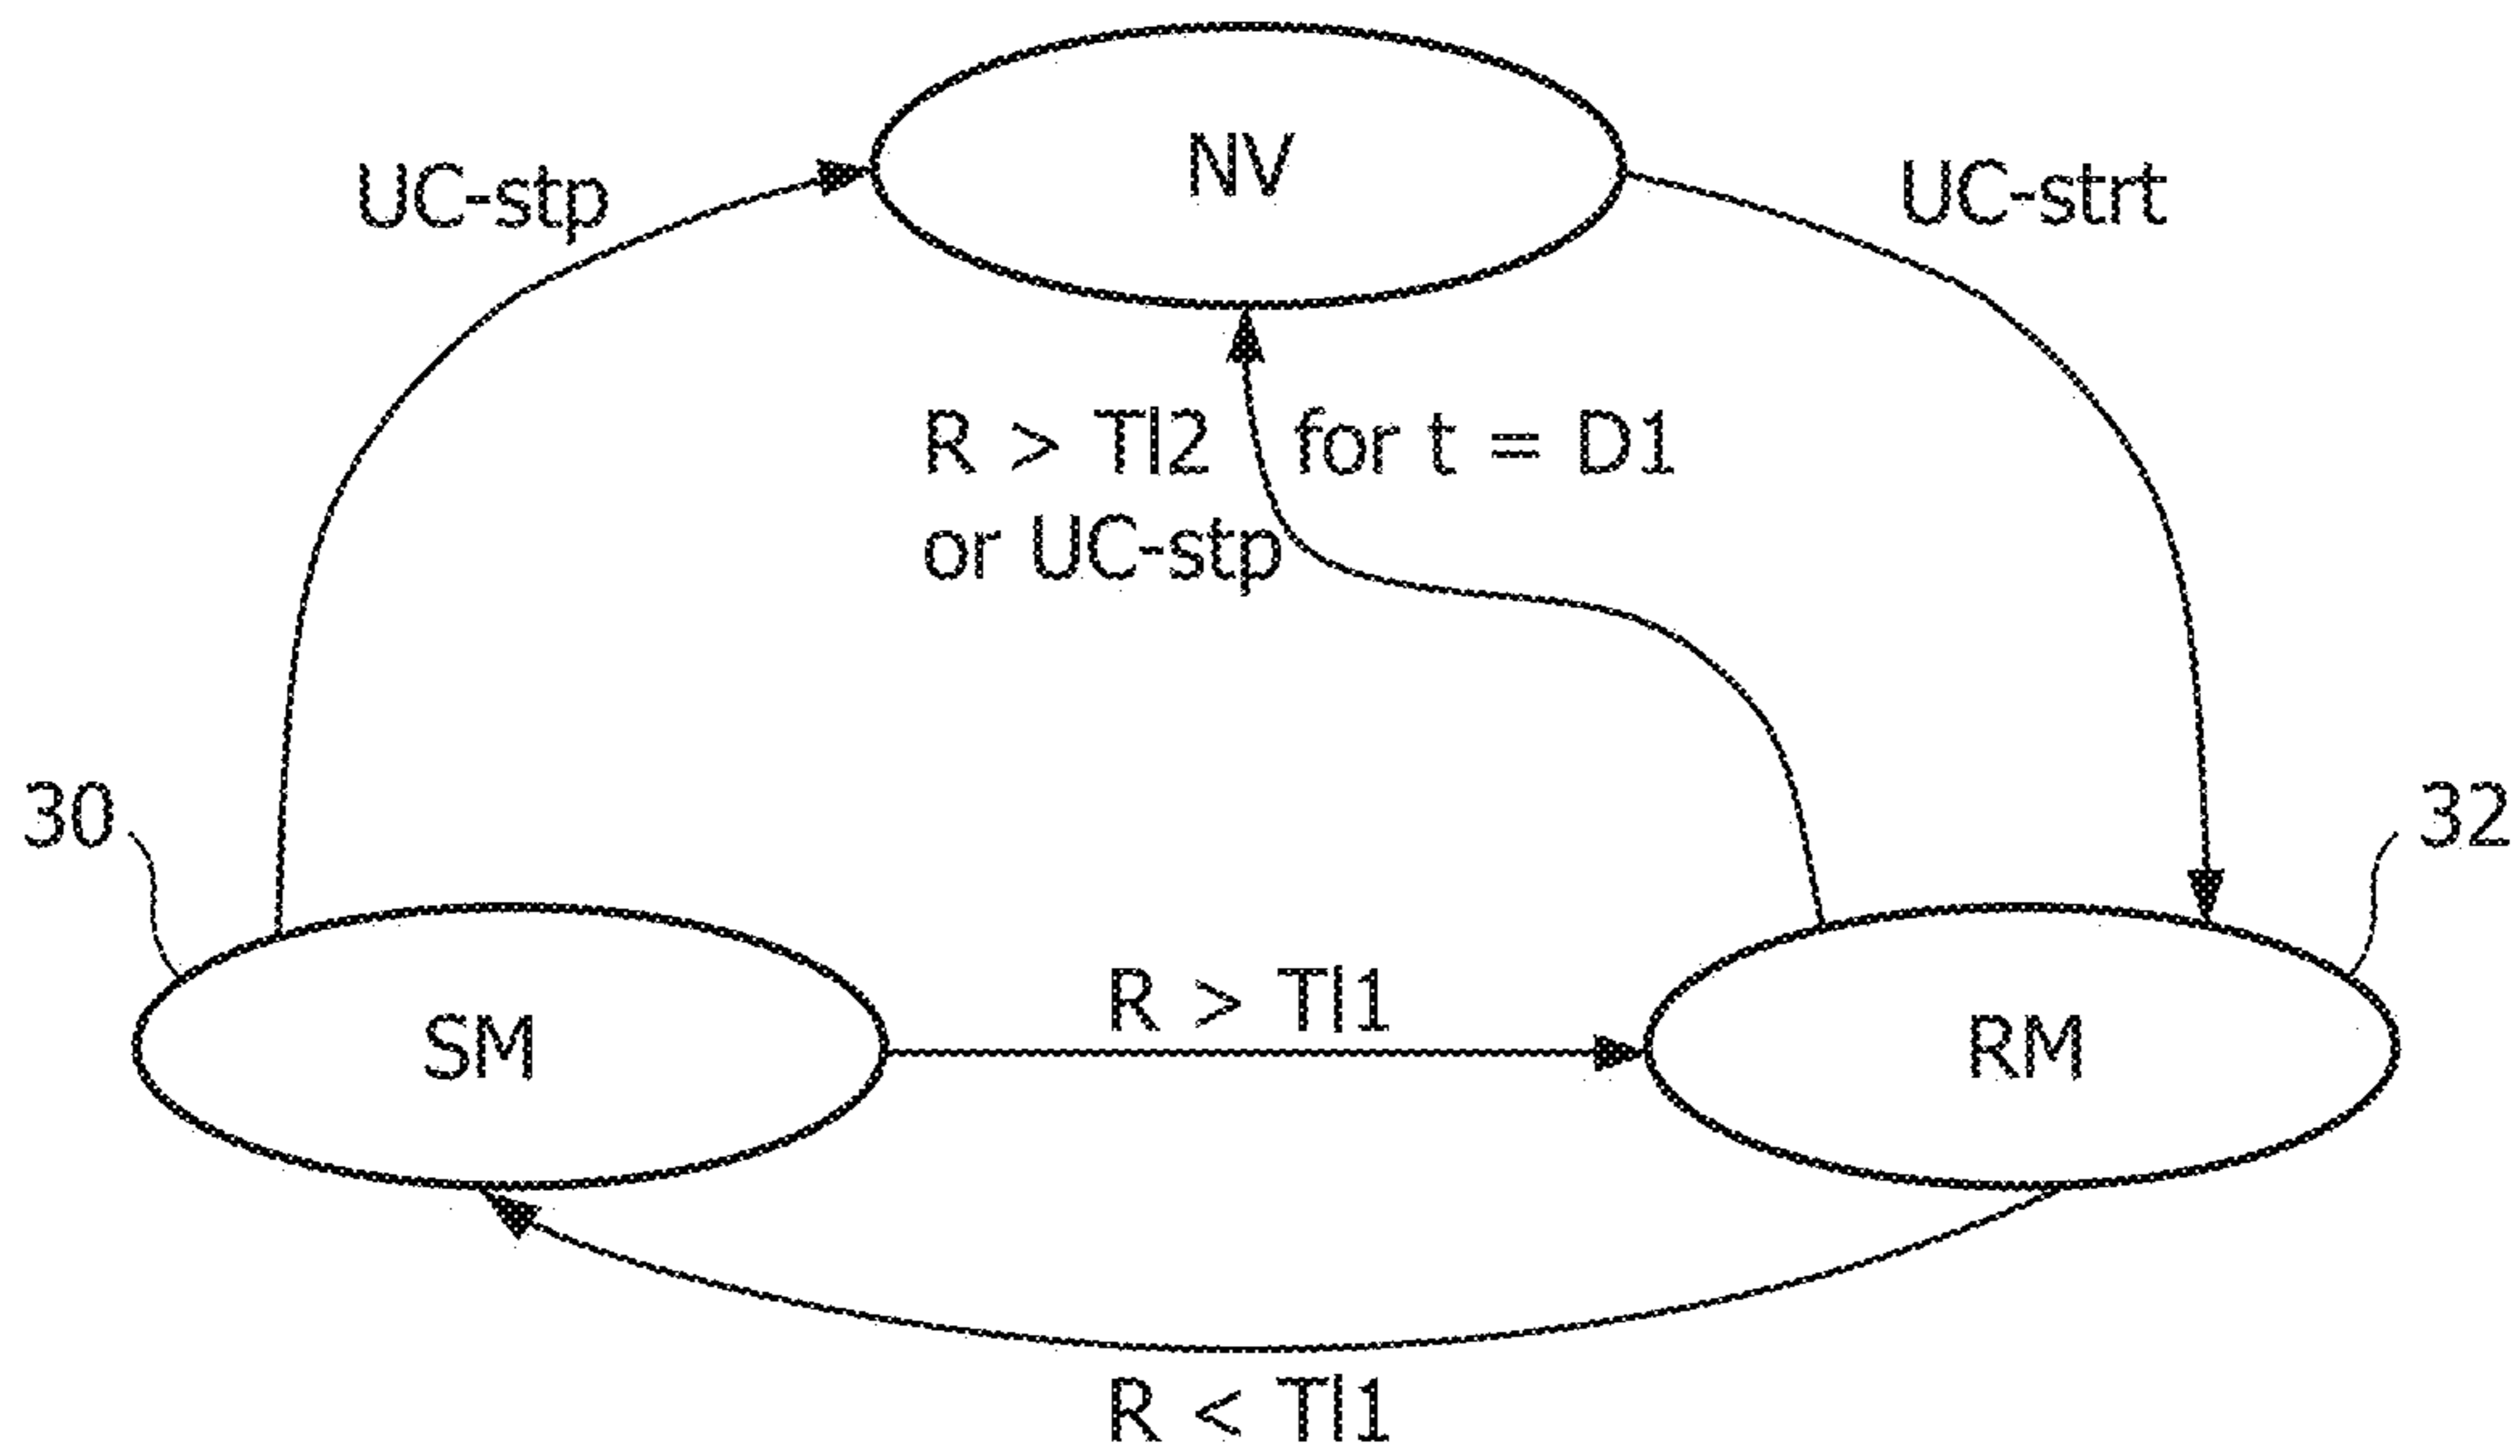 NV
UC-stp
UC-strt
R > Tl2 for t = D1
or UC-stp
30
32
R > Tl1
SM
RM
R < Tl1